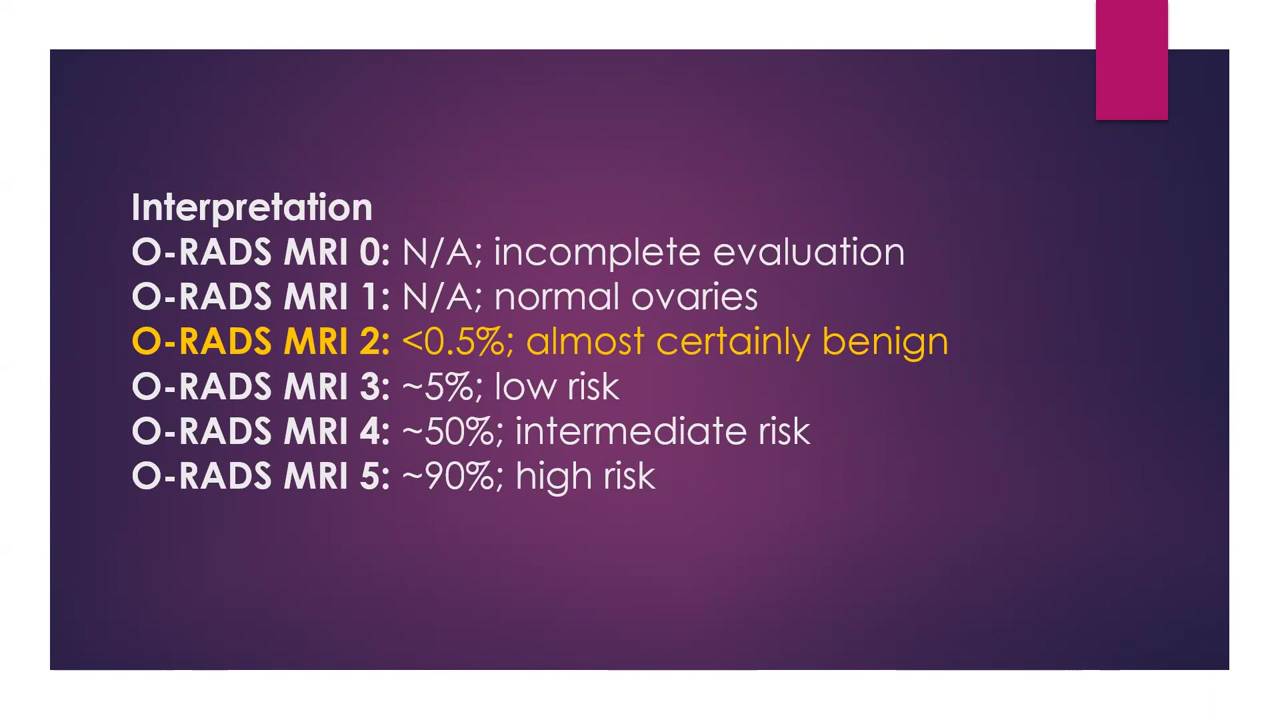 Interpretation
O-RADS MRI 0: N/A; incomplete evaluation
O-RADS MRI 1: N/A; normal ovaries
O-RADS MRI 2: <0.5%; almost certainly benign
O-RADS MRI 3: ~5%; low risk
O-RADS MRI 4: ~50%; intermediate risk
O-RADS MRI 5: ~90%; high risk